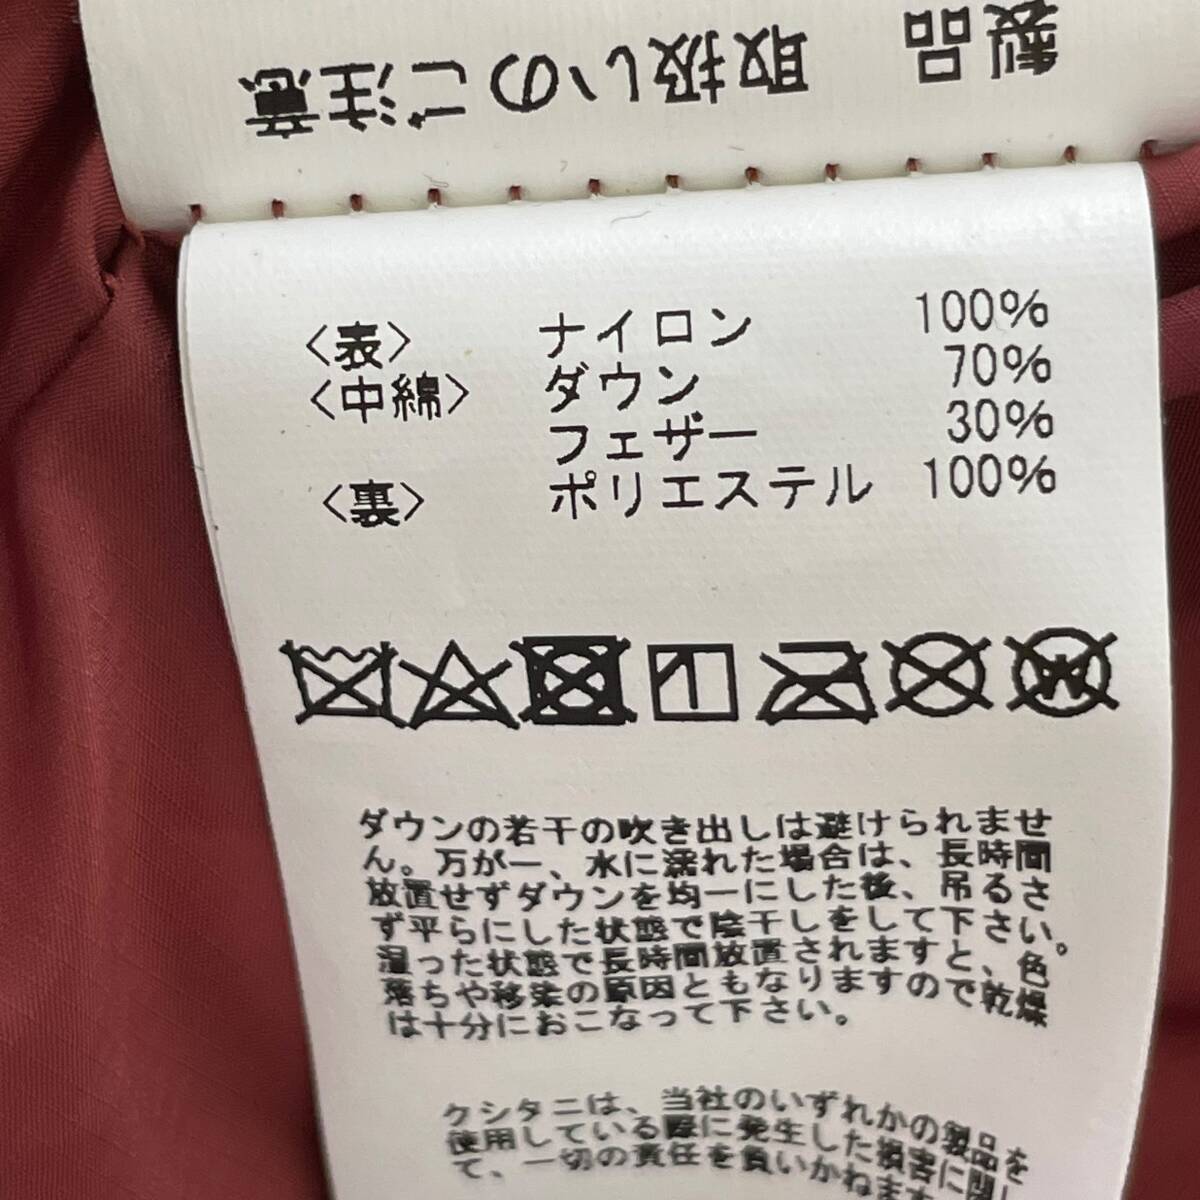 製品 取扱いのご注意
〈表〉 ナイロン 100%
〈中綿〉 ダウン 70%
フェザー 30%
〈裏〉 ポリエステル 100%
ダウンの若干の吹き出しは避けられませ
ん。万が一、水に濡れた場合は、長時間
放置せずダウンを均一にした後、吊るさ
ず平らにした状態で陰干しをして下さい。
湿った状態で長時間放置されますと、色
落ちや移染の原因ともなりますので乾燥
は十分におこなって下さい。
クシタニは、当社のいずれかの製品を
使用している際に発生した損害に関し
て、一切の責任を負いかねます